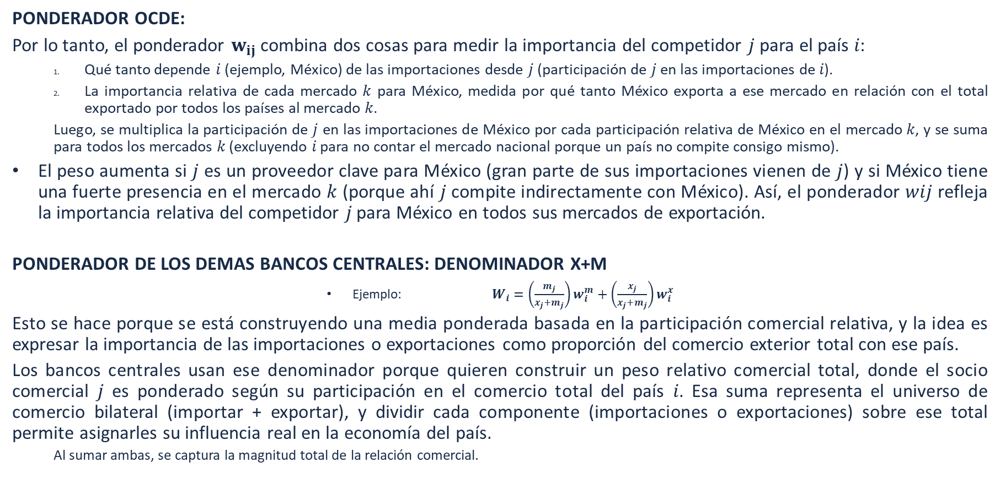 PONDERADOR OCDE:
Por lo tanto, el ponderador w_ij combina dos cosas para medir la importancia del competidor j para el país i:
1. Qué tanto depende i (ejemplo, México) de las importaciones desde j (participación de j en las importaciones de i).
2. La importancia relativa de cada mercado k para México, medida por qué tanto México exporta a ese mercado en relación con el total
exportado por todos los países al mercado k.
Luego, se multiplica la participación de j en las importaciones de México por cada participación relativa de México en el mercado k, y se suma
para todos los mercados k (excluyendo i para no contar el mercado nacional porque un país no compite consigo mismo).
• El peso aumenta si j es un proveedor clave para México (gran parte de sus importaciones vienen de j) y si México tiene
una fuerte presencia en el mercado k (porque ahí j compite indirectamente con México). Así, el ponderador wij refleja
la importancia relativa del competidor j para México en todos sus mercados de exportación.
PONDERADOR DE LOS DEMAS BANCOS CENTRALES: DENOMINADOR X+M
• Ejemplo: W_i = (m_j / (x_j+m_j)) w_i^m + (x_j / (x_j+m_j)) w_i^x
Esto se hace porque se está construyendo una media ponderada basada en la participación comercial relativa, y la idea es
expresar la importancia de las importaciones o exportaciones como proporción del comercio exterior total con ese país.
Los bancos centrales usan ese denominador porque quieren construir un peso relativo comercial total, donde el socio
comercial j es ponderado según su participación en el comercio total del país i. Esa suma representa el universo de
comercio bilateral (importar + exportar), y dividir cada componente (importaciones o exportaciones) sobre ese total
permite asignarles su influencia real en la economía del país.
Al sumar ambas, se captura la magnitud total de la relación comercial.